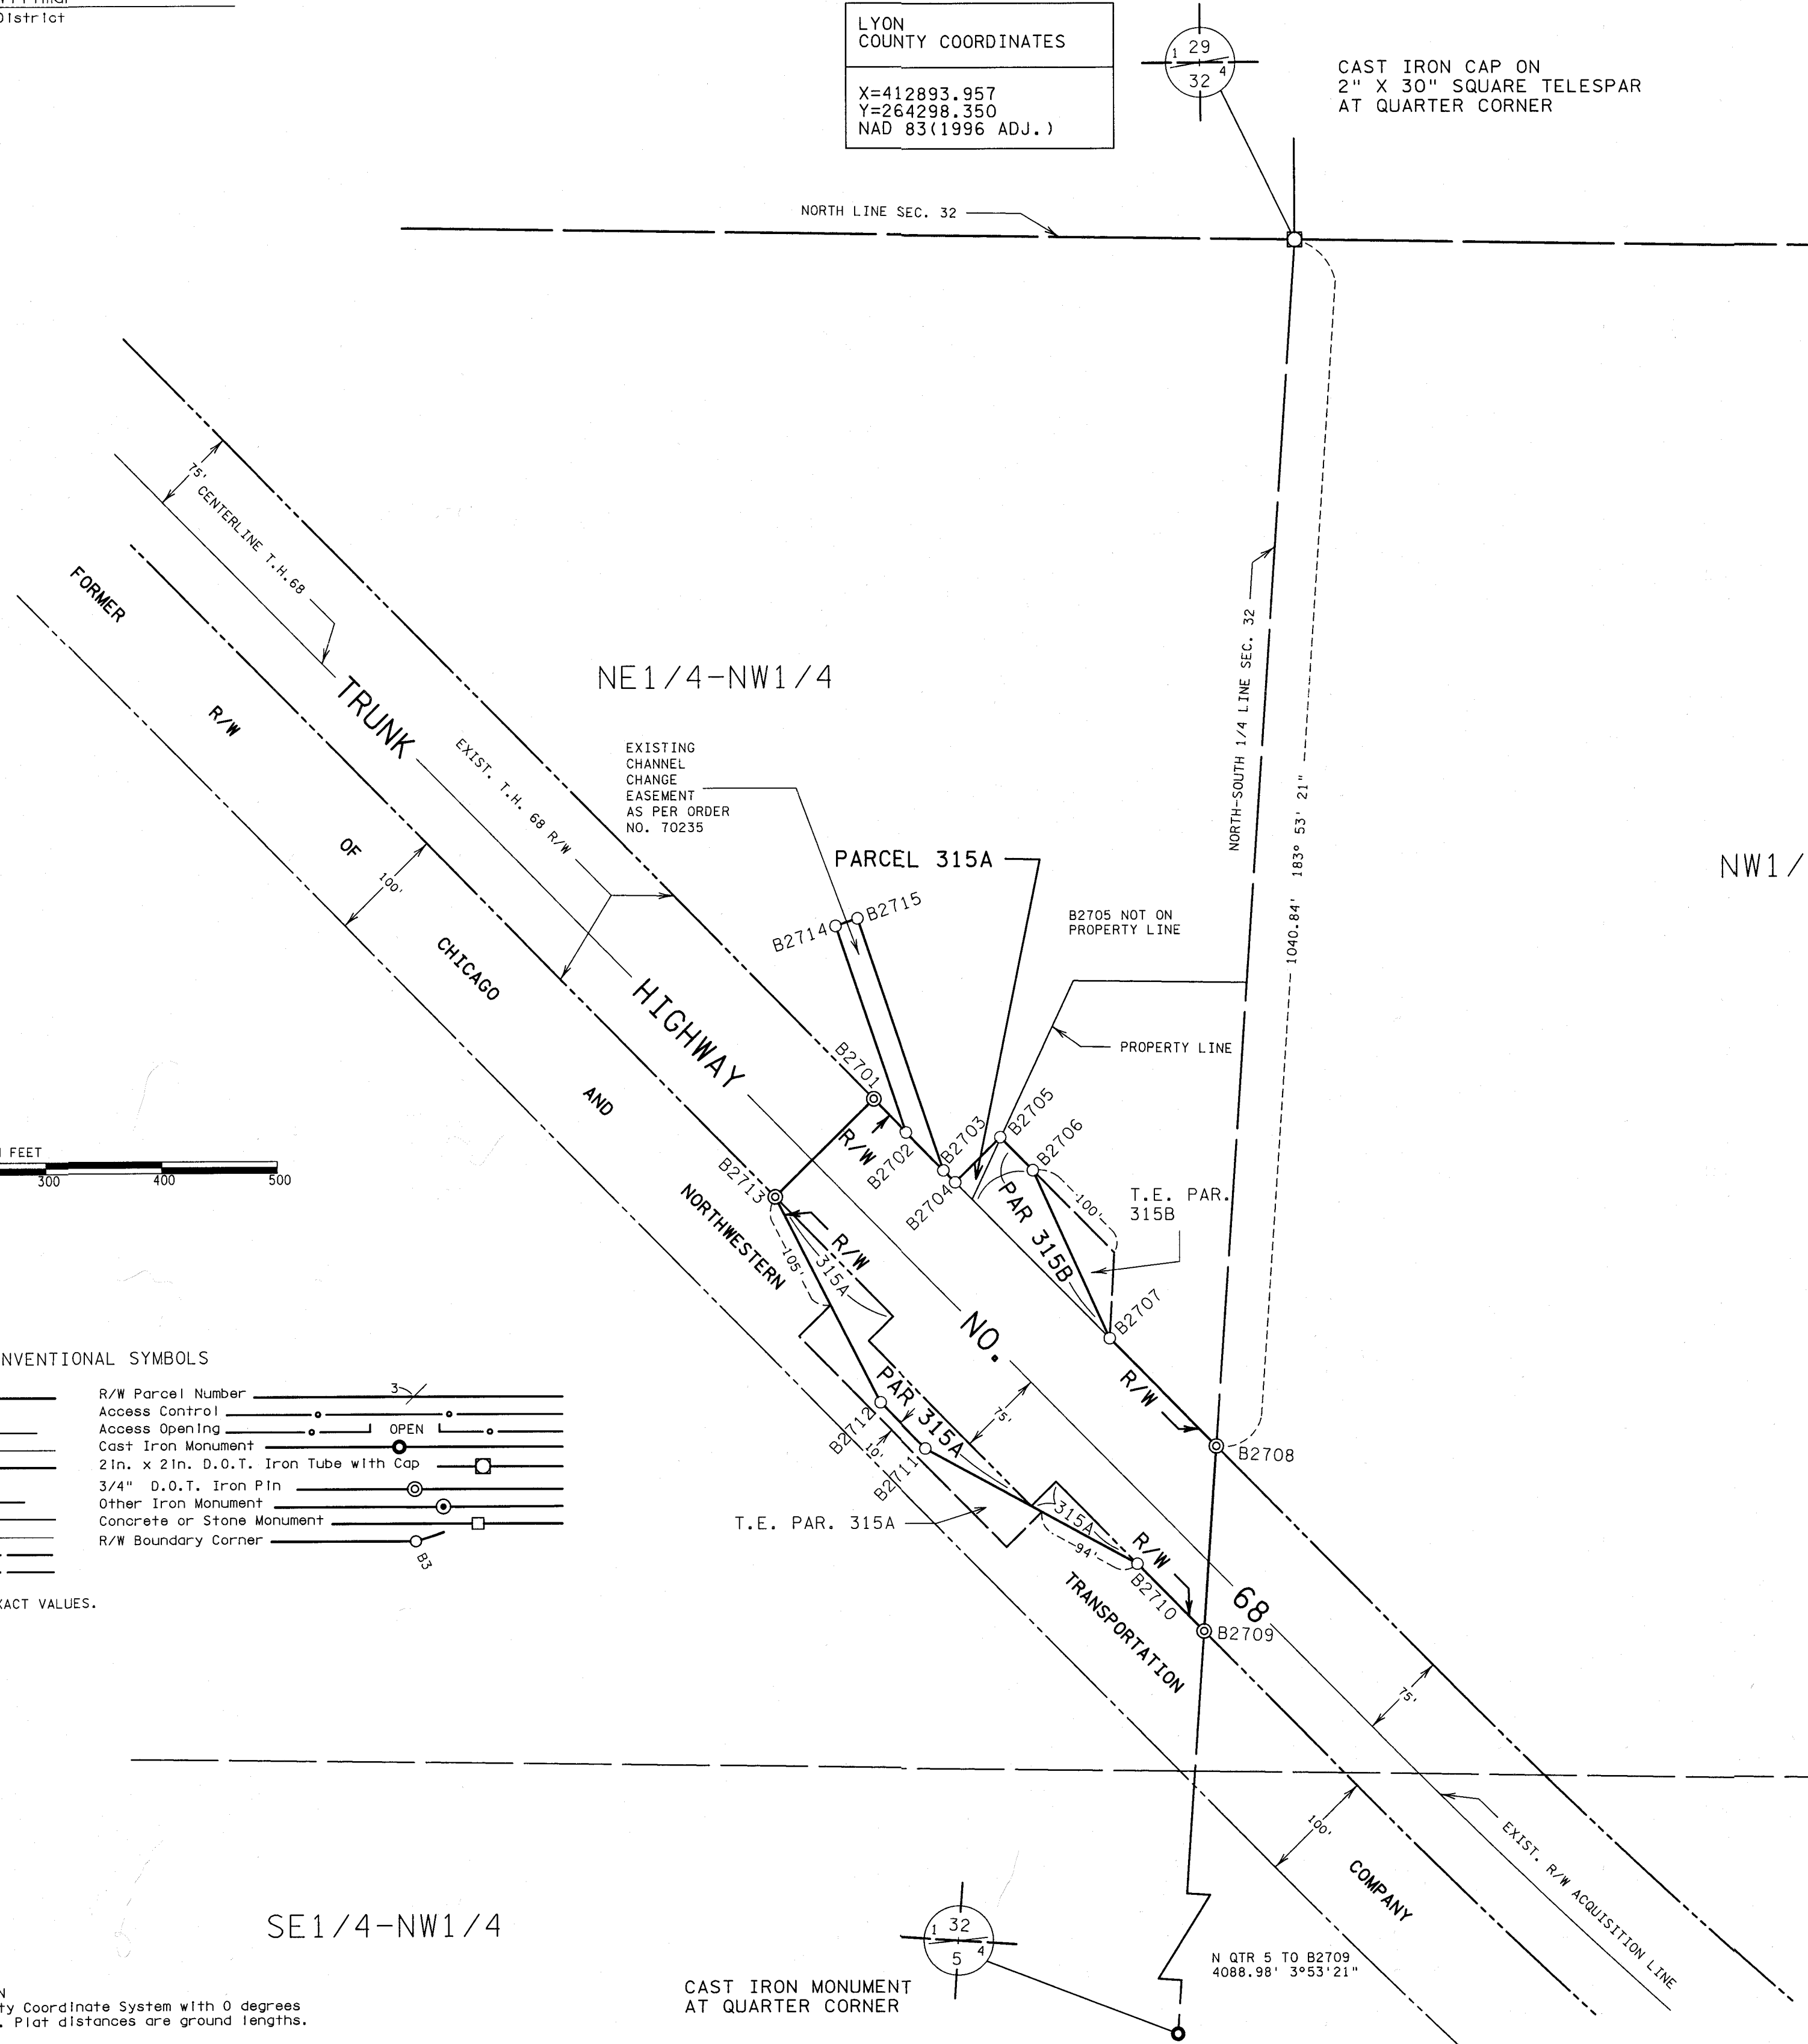 District
LYON
COUNTY COORDINATES
X=412893.957
Y=264298.350
NAD 83(1996 ADJ.)
1 29
32 4
CAST IRON CAP ON
2" X 30" SQUARE TELESPAR
AT QUARTER CORNER
NORTH LINE SEC. 32
75'
CENTERLINE T.H.68
FORMER
R/W
OF
CHICAGO
AND
NORTHWESTERN
TRANSPORTATION
COMPANY
TRUNK
HIGHWAY
NO.
68
EXIST. T.H. 68 R/W
100'
NE1/4-NW1/4
EXISTING
CHANNEL
CHANGE
EASEMENT
AS PER ORDER
NO. 70235
PARCEL 315A
NORTH-SOUTH 1/4 LINE SEC. 32
1040.84' 183° 53' 21"
NW1/
B2714
B2715
B2705 NOT ON
PROPERTY LINE
PROPERTY LINE
B2701
R/W
B2702
B2703
B2704
B2705
B2706
100'
T.E. PAR.
315B
PAR 315B
B2707
B2713
R/W
105'
315A
FEET
300
400
500
R/W
B2708
PAR 315A
75'
B2712
10'
B2711
T.E. PAR. 315A
315A
94'
R/W
B2710
B2709
NVENTIONAL SYMBOLS
R/W Parcel Number
3
Access Control
Access Opening
OPEN
Cast Iron Monument
2in. x 2in. D.O.T. Iron Tube with Cap
3/4" D.O.T. Iron Pin
Other Iron Monument
Concrete or Stone Monument
R/W Boundary Corner
B3
XACT VALUES.
75'
100'
EXIST. R/W ACQUISITION LINE
SE1/4-NW1/4
1 32
5 4
CAST IRON MONUMENT
AT QUARTER CORNER
N QTR 5 TO B2709
4088.98' 3°53'21"
N
ty Coordinate System with 0 degrees
. Plat distances are ground lengths.